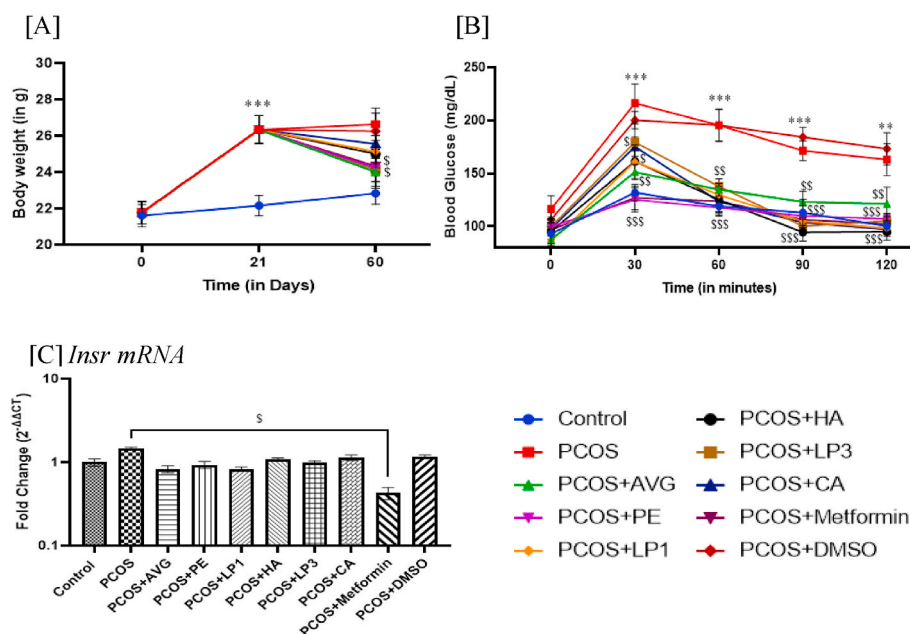 [A]
Body weight (in g)
28
26
24
22
20
***
$
$
0
21
60
Time (in Days)
[B]
Blood Glucose (mg/dL)
250
200
150
100
***
***
***
**
$
$
$$
$$
$$
$$
$$$
$$$
$$$
$$$
$$$
$$$
0
30
60
90
120
Time (in minutes)
[C] Insr mRNA
Fold Change (2^-ΔΔCT)
10
1
0.1
$
Control
PCOS
PCOS+AVG
PCOS+PE
PCOS+LP1
PCOS+HA
PCOS+LP3
PCOS+CA
PCOS+Metformin
PCOS+DMSO
Control
PCOS+HA
PCOS
PCOS+LP3
PCOS+AVG
PCOS+CA
PCOS+PE
PCOS+Metformin
PCOS+LP1
PCOS+DMSO